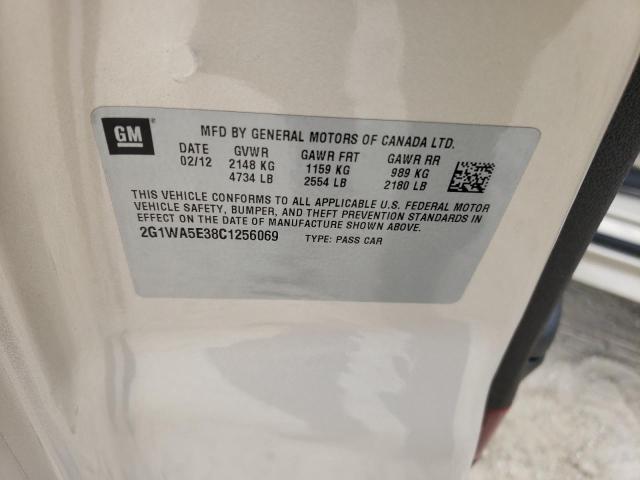 GM
MFD BY GENERAL MOTORS OF CANADA LTD.
DATE GVWR GAWR FRT GAWR RR
02/12 2148 KG 1159 KG 989 KG
4734 LB 2554 LB 2180 LB
THIS VEHICLE CONFORMS TO ALL APPLICABLE U.S. FEDERAL MOTOR
VEHICLE SAFETY, BUMPER, AND THEFT PREVENTION STANDARDS IN
EFFECT ON THE DATE OF MANUFACTURE SHOWN ABOVE.
2G1WA5E38C1256069 TYPE: PASS CAR